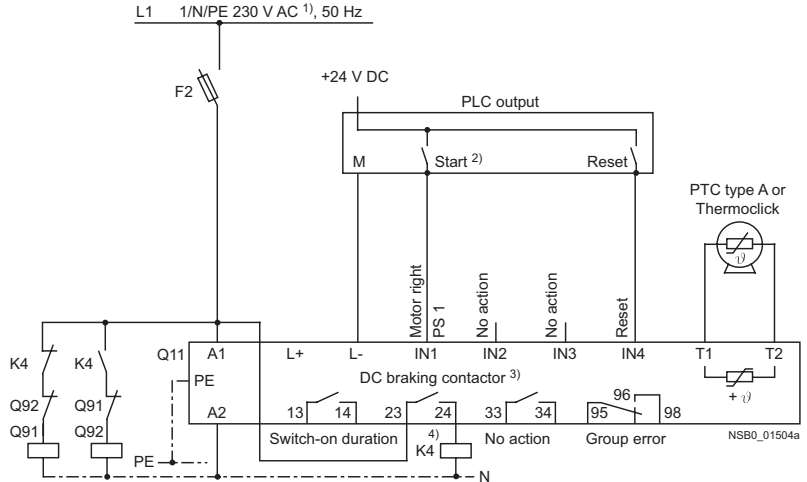 L1 1/N/PE 230 V AC 1), 50 Hz
F2
+24 V DC
PLC output
M Start 2) Reset
PTC type A or
Thermoclick
ϑ
Motor right
PS 1
No action
No action
Reset
K4 K4
Q92 Q91
Q91 Q92
Q11 A1 L+ L- IN1 IN2 IN3 IN4 T1 T2
PE
DC braking contactor 3)
+ ϑ
A2 13 14 23 24 33 34 95 96 98
Switch-on duration
4)
K4
No action
Group error
NSB0_01504a
PE
N